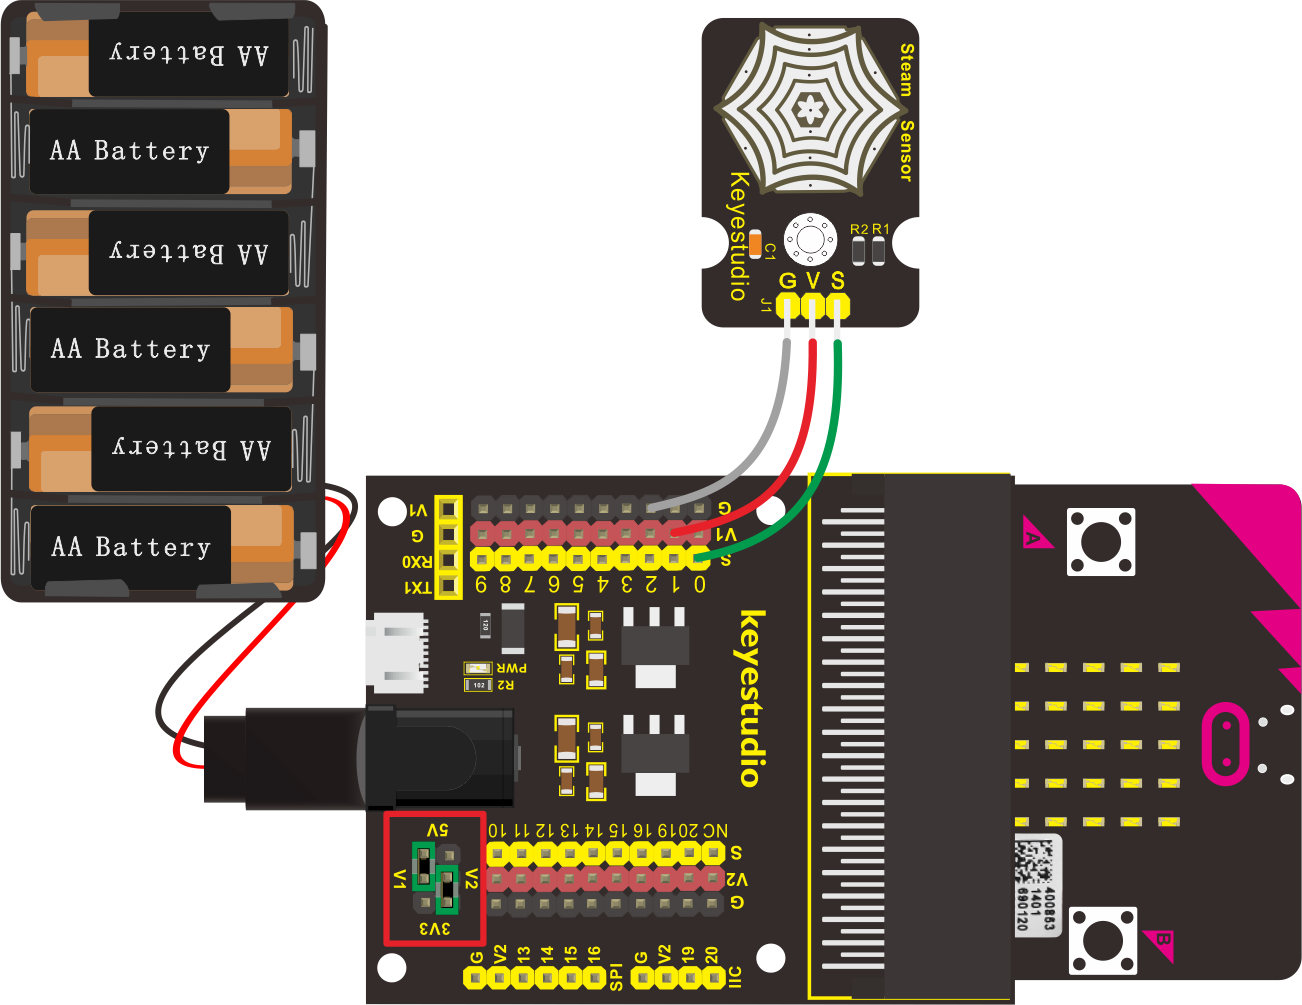 AA Battery
AA Battery
AA Battery
AA Battery
AA Battery
AA Battery
Steam Sensor
Keyestudio
C1
R2 R1
G V S
J1
V1
G
RX0
TX1
G
V1
S
9 8 7 6 5 4 3 2 1 0
120
PWR
R2
102
keyestudio
A
5V
V1
V2
3V3
10 11 12 13 14 15 16 19 20 NC
S
V2
G
G V2 13 14 15 16 SPI
G V2 19 20 IIC
400863
1401
690120
B